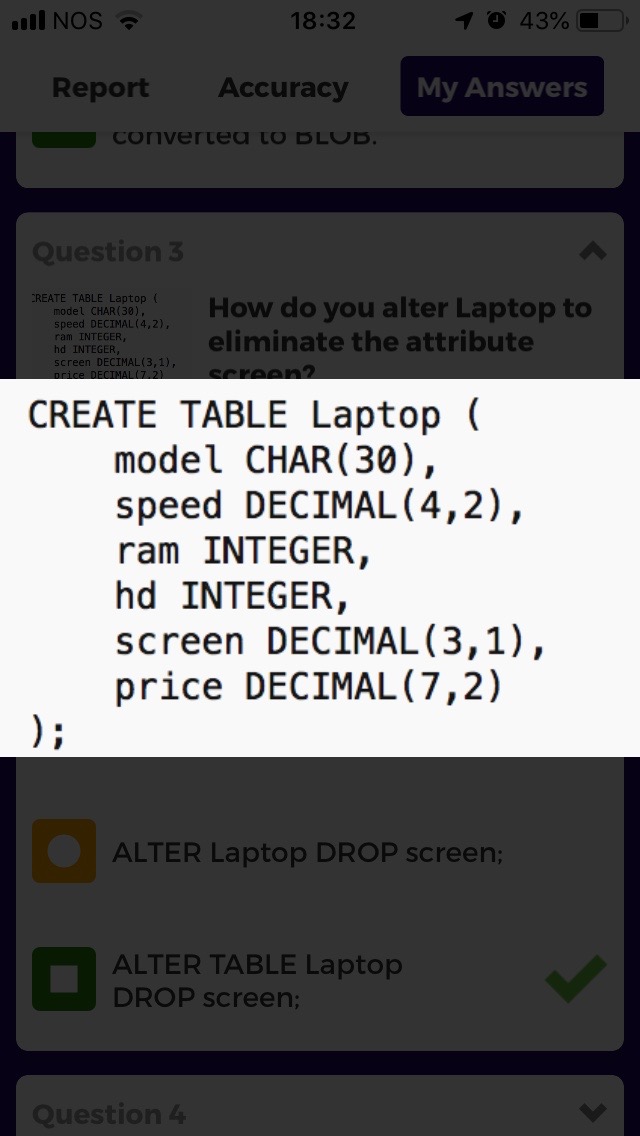 NOS 18:32 43%
Report Accuracy My Answers
converted to BLOB.
Question 3
CREATE TABLE Laptop (
model CHAR(30),
speed DECIMAL(4,2),
ram INTEGER,
hd INTEGER,
screen DECIMAL(3,1),
price DECIMAL(7,2)
How do you alter Laptop to
eliminate the attribute
screen?
CREATE TABLE Laptop (
model CHAR(30),
speed DECIMAL(4,2),
ram INTEGER,
hd INTEGER,
screen DECIMAL(3,1),
price DECIMAL(7,2)
);
ALTER Laptop DROP screen;
ALTER TABLE Laptop
DROP screen;
Question 4